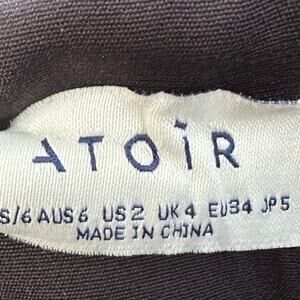 ATOİR
S/6 AUS 6 US 2 UK 4 EU34 JP5
MADE IN CHINA